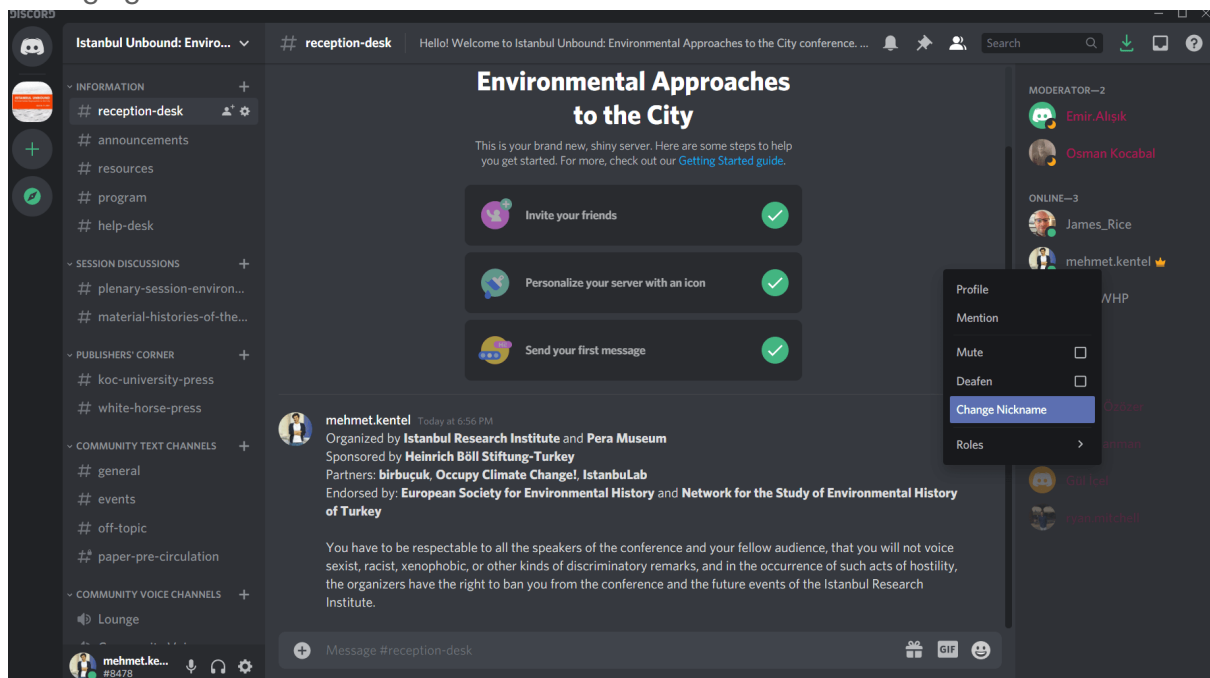 DISCORD
Istanbul Unbound: Enviro...
INFORMATION
# reception-desk
# announcements
# resources
# program
# help-desk
SESSION DISCUSSIONS
# plenary-session-environ...
# material-histories-of-the...
PUBLISHERS' CORNER
# koc-university-press
# white-horse-press
COMMUNITY TEXT CHANNELS
# general
# events
# off-topic
# paper-pre-circulation
COMMUNITY VOICE CHANNELS
Lounge
mehmet.ke...
#8478
# reception-desk
Hello! Welcome to Istanbul Unbound: Environmental Approaches to the City conference. ...
Search
Environmental Approaches
to the City
This is your brand new, shiny server. Here are some steps to help
you get started. For more, check out our Getting Started guide.
Invite your friends
Personalize your server with an icon
Send your first message
mehmet.kentel Today at 6:56 PM
Organized by Istanbul Research Institute and Pera Museum
Sponsored by Heinrich Böll Stiftung-Turkey
Partners: birbuçuk, Occupy Climate Change!, IstanbuLab
Endorsed by: European Society for Environmental History and Network for the Study of Environmental History
of Turkey
You have to be respectable to all the speakers of the conference and your fellow audience, that you will not voice
sexist, racist, xenophobic, or other kinds of discriminatory remarks, and in the occurrence of such acts of hostility,
the organizers have the right to ban you from the conference and the future events of the Istanbul Research
Institute.
Message #reception-desk
GIF
MODERATOR—2
Emir.Alışık
Osman Kocabal
ONLINE—3
James_Rice
mehmet.kentel
WHP
Profile
Mention
Mute
Deafen
Change Nickname
Roles